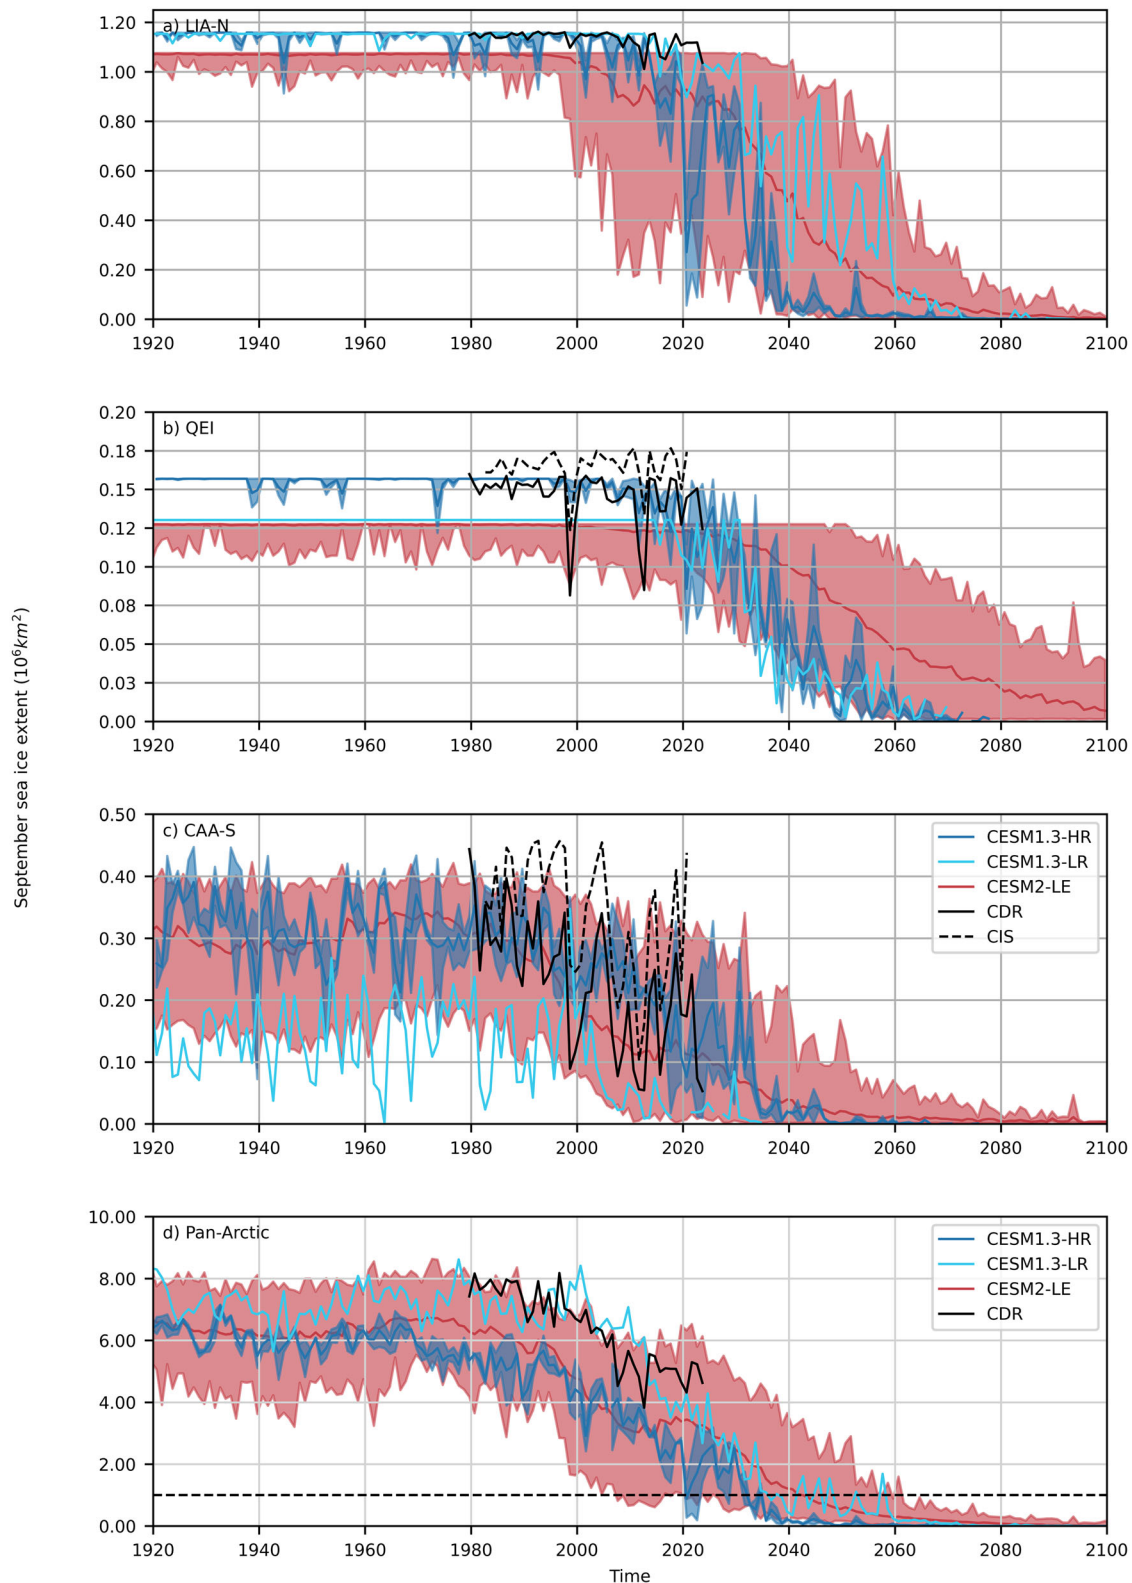 a) LIA-N
1.20
1.00
0.80
0.60
0.40
0.20
0.00
1920 1940 1960 1980 2000 2020 2040 2060 2080 2100
b) QEI
0.20
0.18
0.15
0.12
0.10
0.08
0.05
0.03
0.00
1920 1940 1960 1980 2000 2020 2040 2060 2080 2100
September sea ice extent (10⁶km²)
c) CAA-S
0.50
0.40
0.30
0.20
0.10
0.00
CESM1.3-HR
CESM1.3-LR
CESM2-LE
CDR
CIS
1920 1940 1960 1980 2000 2020 2040 2060 2080 2100
d) Pan-Arctic
10.00
8.00
6.00
4.00
2.00
0.00
CESM1.3-HR
CESM1.3-LR
CESM2-LE
CDR
1920 1940 1960 1980 2000 2020 2040 2060 2080 2100
Time